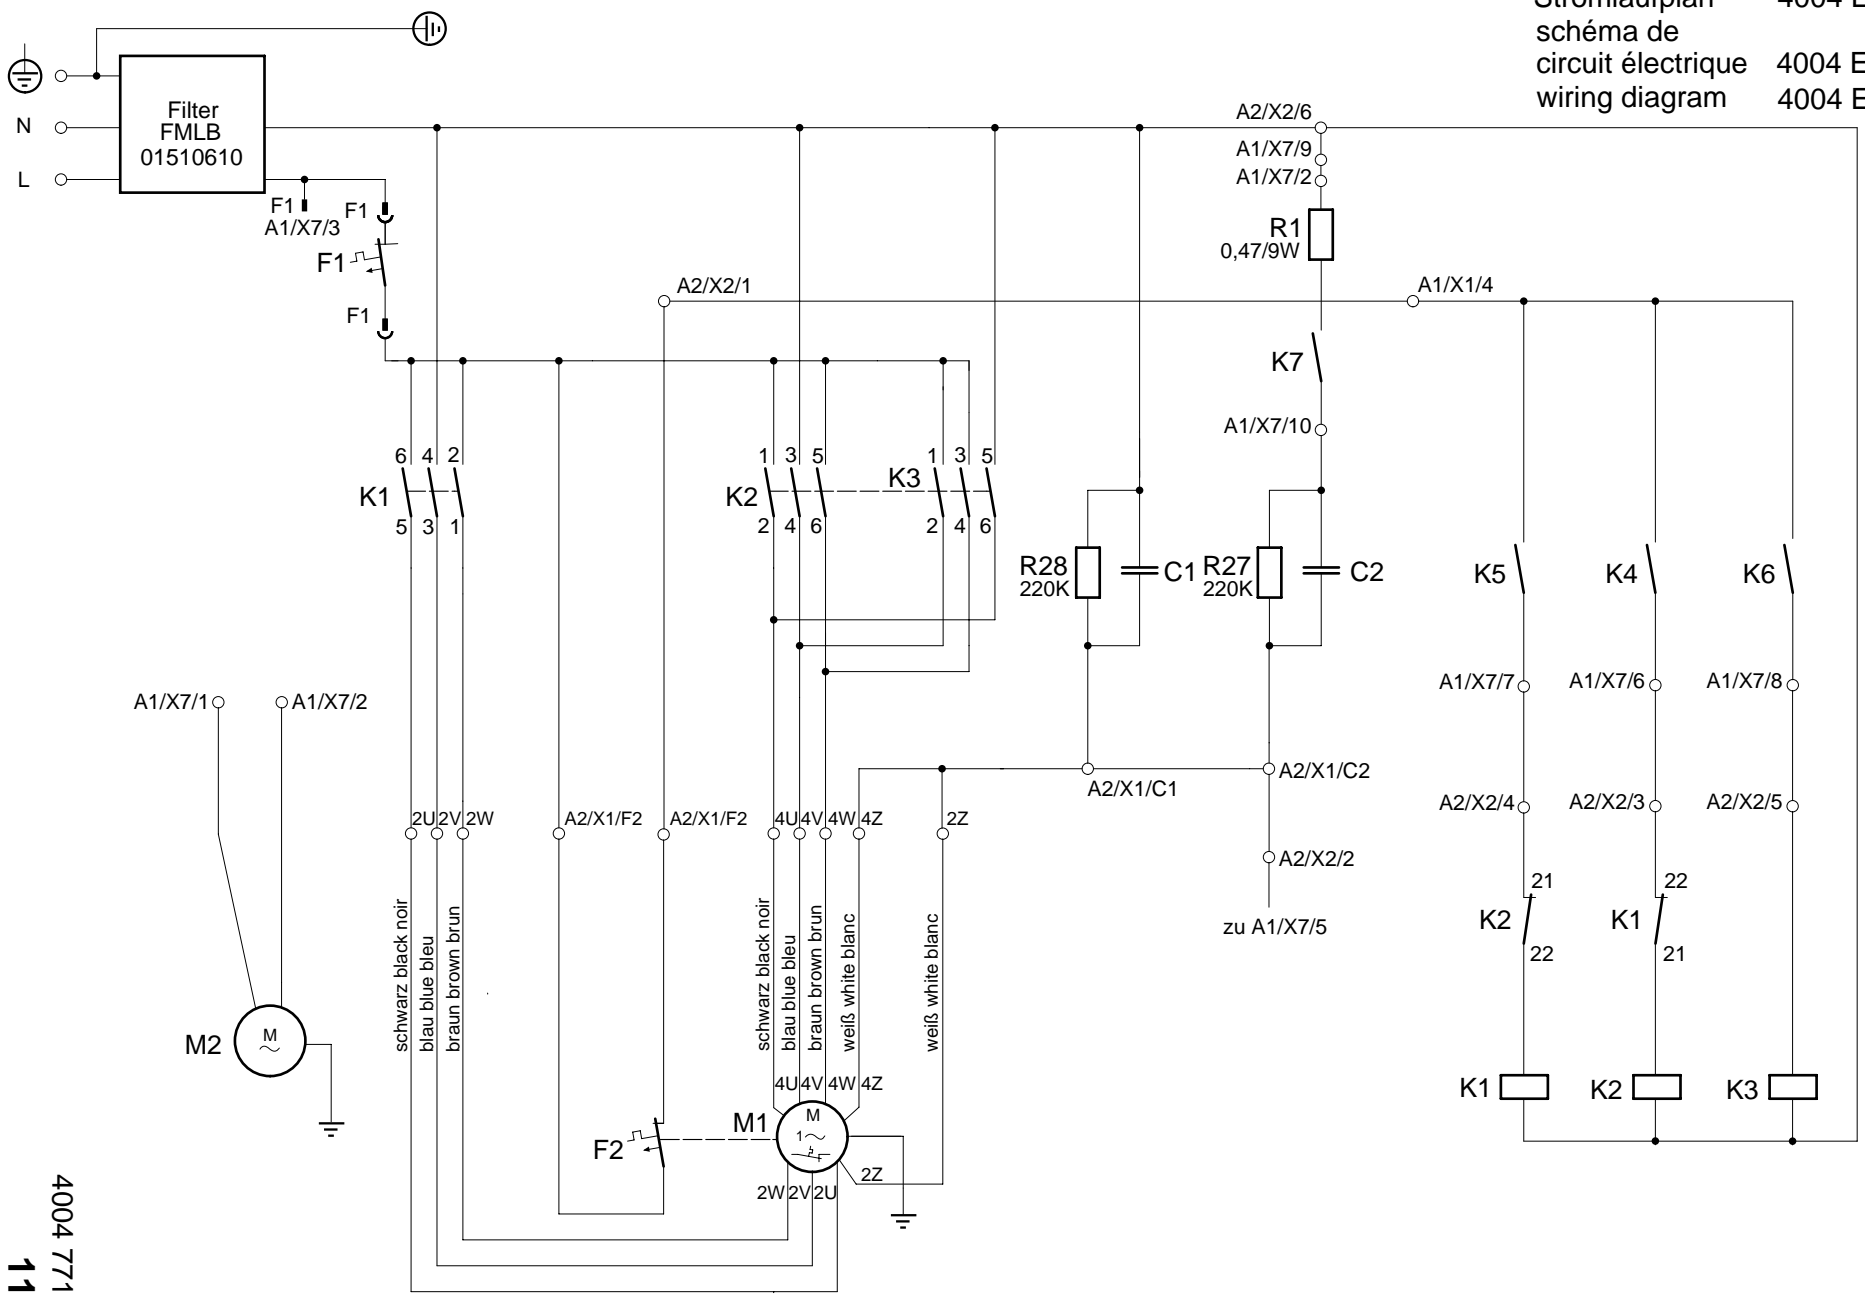 Stromlaufplan 4004 E
schéma de
circuit électrique 4004 E
wiring diagram 4004 E
Filter
FMLB
01510610
N
L
F1
A1/X7/3
F1
F1
F1
A2/X2/6
A1/X7/9
A1/X7/2
R1
0,47/9W
A2/X2/1
A1/X1/4
K7
A1/X7/10
6 4 2
K1
5 3 1
1 3 5
K2
2 4 6
K3
1 3 5
2 4 6
R28
220K
C1
R27
220K
C2
K5
K4
K6
A1/X7/1
A1/X7/2
A1/X7/7
A1/X7/6
A1/X7/8
A2/X1/C1
A2/X1/C2
A2/X2/4
A2/X2/3
A2/X2/5
2U 2V 2W
A2/X1/F2
A2/X1/F2
4U 4V 4W 4Z
2Z
A2/X2/2
zu A1/X7/5
21
K2
22
22
K1
21
schwarz black noir
blau blue bleu
braun brown brun
schwarz black noir
blau blue bleu
braun brown brun
weiß white blanc
weiß white blanc
M2
M
K1
K2
K3
4U 4V 4W 4Z
M1
M
1
F2
2Z
2W 2V 2U
4004 771
11